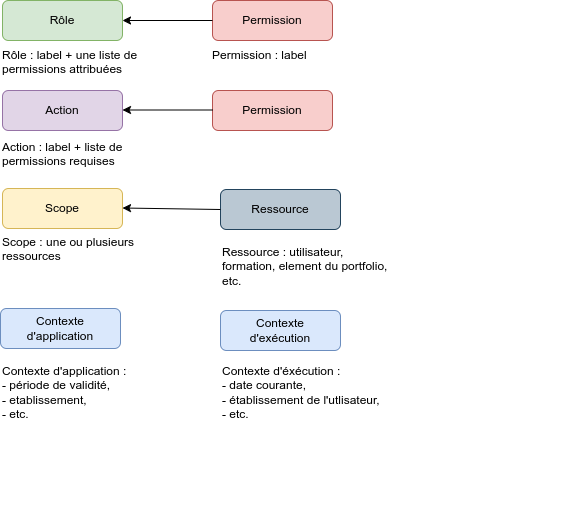 Rôle
Permission
Rôle : label + une liste de
permissions attribuées
Permission : label
Action
Permission
Action : label + liste de
permissions requises
Scope
Ressource
Scope : une ou plusieurs
ressources
Ressource : utilisateur,
formation, element du portfolio,
etc.
Contexte
d'application
Contexte
d'exécution
Contexte d'application :
- période de validité,
- etablissement,
- etc.
Contexte d'éxécution :
- date courante,
- établissement de l'utlisateur,
- etc.